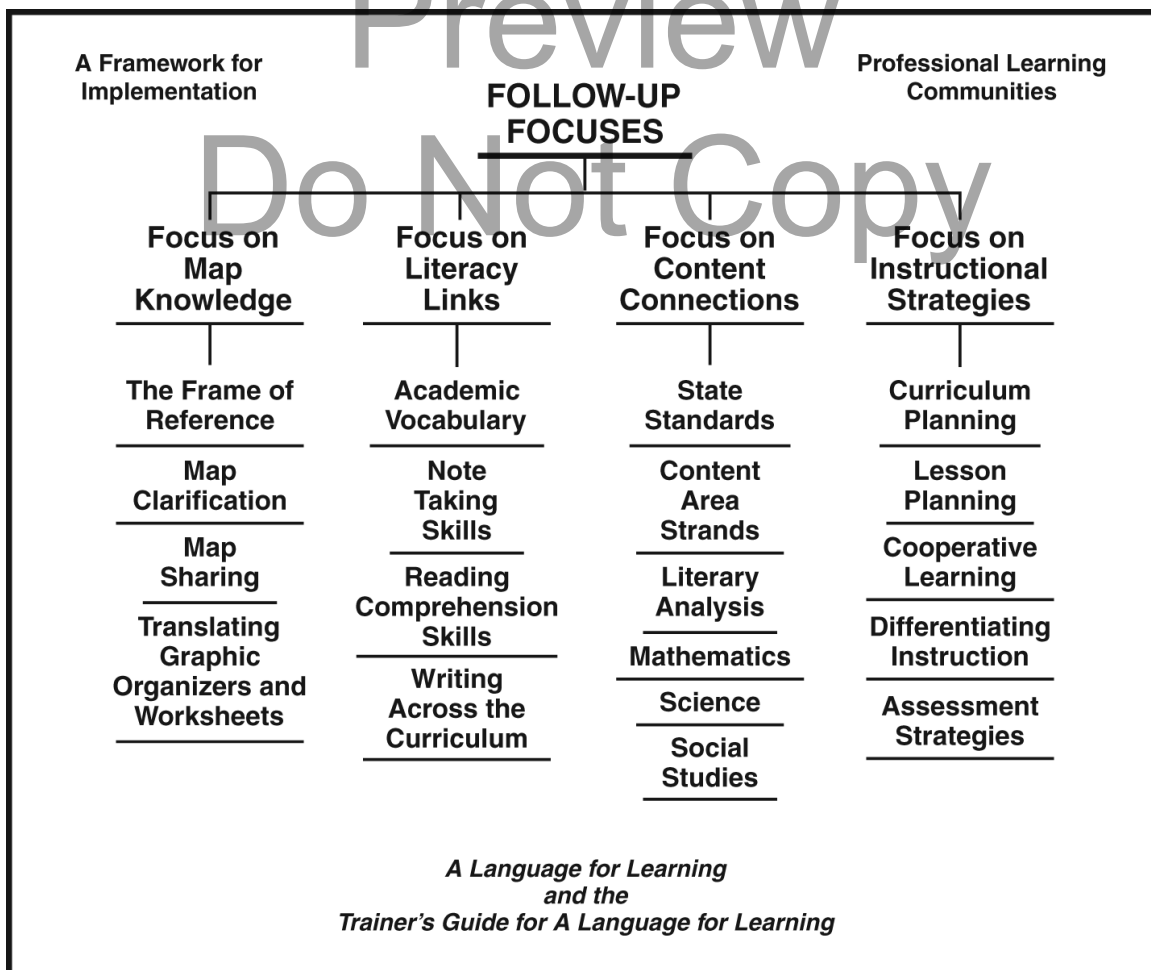 Preview
Do Not Copy
A Framework for
Implementation
FOLLOW-UP
FOCUSES
Professional Learning
Communities
Focus on
Map
Knowledge
The Frame of
Reference
Map
Clarification
Map
Sharing
Translating
Graphic
Organizers and
Worksheets
Focus on
Literacy
Links
Academic
Vocabulary
Note
Taking
Skills
Reading
Comprehension
Skills
Writing
Across the
Curriculum
Focus on
Content
Connections
State
Standards
Content
Area
Strands
Literary
Analysis
Mathematics
Science
Social
Studies
Focus on
Instructional
Strategies
Curriculum
Planning
Lesson
Planning
Cooperative
Learning
Differentiating
Instruction
Assessment
Strategies
A Language for Learning
and the
Trainer's Guide for A Language for Learning